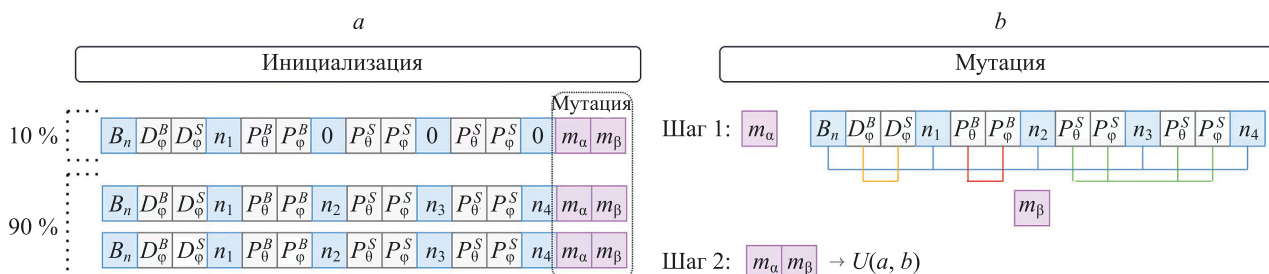 a
Инициализация
Мутация
10 % B_n D_φ^B D_φ^S n_1 P_θ^B P_φ^B 0 P_θ^S P_φ^S 0 P_θ^S P_φ^S 0 m_α m_β
90 %
B_n D_φ^B D_φ^S n_1 P_θ^B P_φ^B n_2 P_θ^S P_φ^S n_3 P_θ^S P_φ^S n_4 m_α m_β
B_n D_φ^B D_φ^S n_1 P_θ^B P_φ^B n_2 P_θ^S P_φ^S n_3 P_θ^S P_φ^S n_4 m_α m_β
b
Мутация
Шаг 1: m_α B_n D_φ^B D_φ^S n_1 P_θ^B P_φ^B n_2 P_θ^S P_φ^S n_3 P_θ^S P_φ^S n_4
m_β
Шаг 2: m_α m_β → U(a, b)